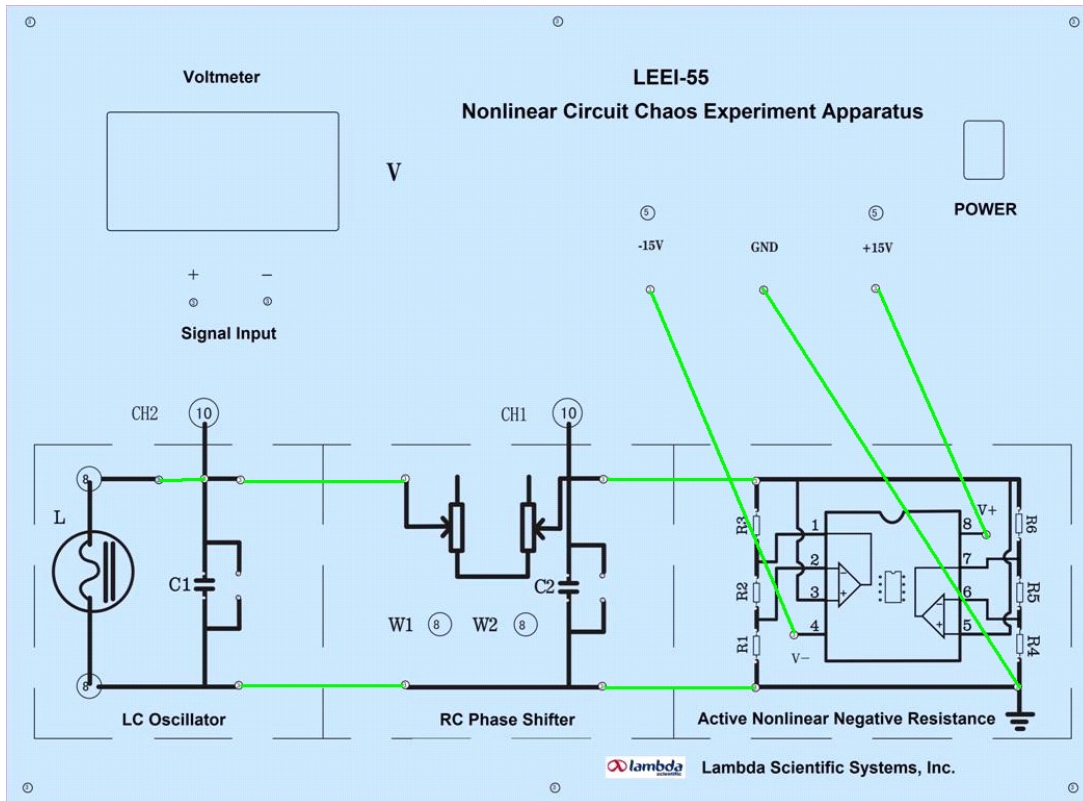 LEEI-55
Voltmeter
Nonlinear Circuit Chaos Experiment Apparatus
V
POWER
5
5
-15V
GND
+15V
+ −
Signal Input
CH2
10
CH1
10
8
L
C1
C2
W1
8
W2
8
8
R3
R2
R1
1
2
3
4
8
7
6
5
V+
V−
R6
R5
R4
LC Oscillator
RC Phase Shifter
Active Nonlinear Negative Resistance
lambda
scientific
Lambda Scientific Systems, Inc.